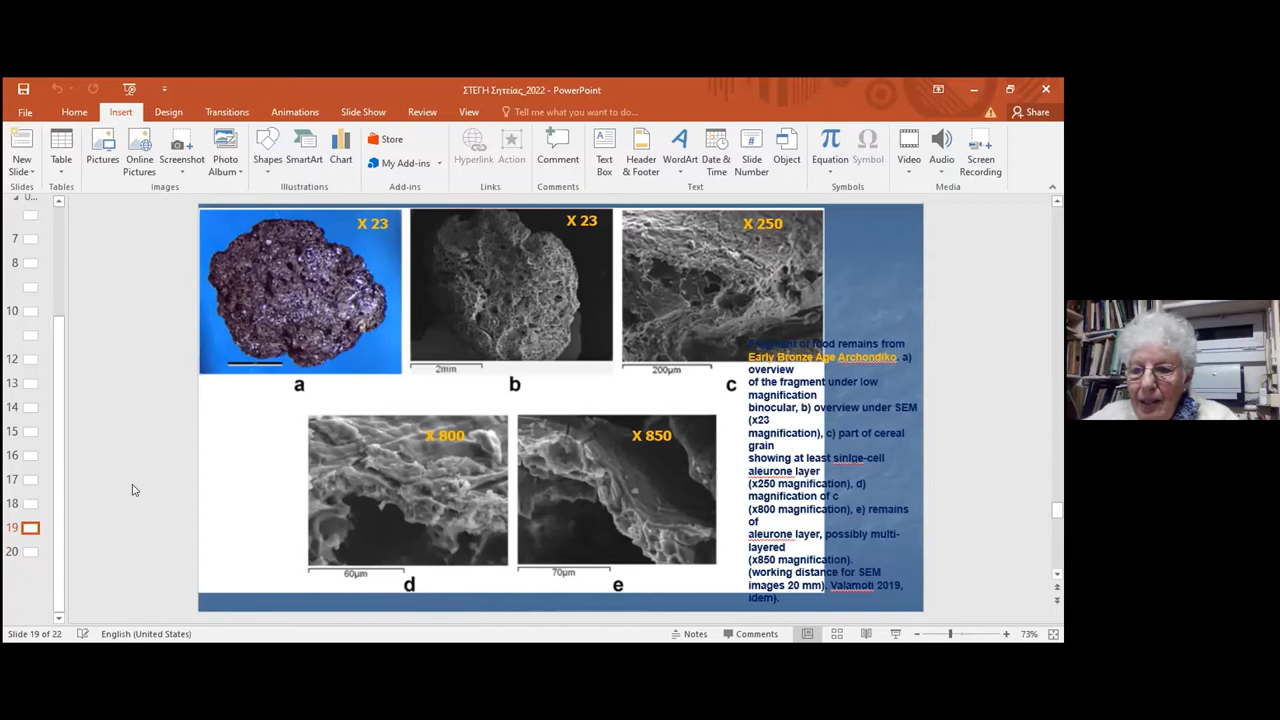 ΣΤΕΓΗ Σητείας_2022 - PowerPoint
File Home Insert Design Transitions Animations Slide Show Review View Tell me what you want to do... Share
New Slide
Table
Pictures
Online Pictures
Screenshot
Photo Album
Shapes
SmartArt
Chart
Store
My Add-ins
Hyperlink
Action
Comment
Text Box
Header & Footer
WordArt
Date & Time
Slide Number
Object
Equation
Symbol
Video
Audio
Screen Recording
Slides Tables Images Illustrations Add-ins Links Comments Text Symbols Media
7
8
10
12
13
14
15
16
17
18
19
20
X 23
X 23
X 250
2mm
200µm
a
b
c
X 800
X 850
60µm
70µm
d
e
Fragment of food remains from
Early Bronze Age Archondiko. a)
overview
of the fragment under low
magnification
binocular, b) overview under SEM
(x23
magnification), c) part of cereal
grain
showing at least sinlge-cell
aleurone layer
(x250 magnification), d)
magnification of c
(x800 magnification), e) remains
of
aleurone layer, possibly multi-
layered
(x850 magnification).
(working distance for SEM
images 20 mm). Valamoti 2019,
idem).
Slide 19 of 22 English (United States) Notes Comments 73%